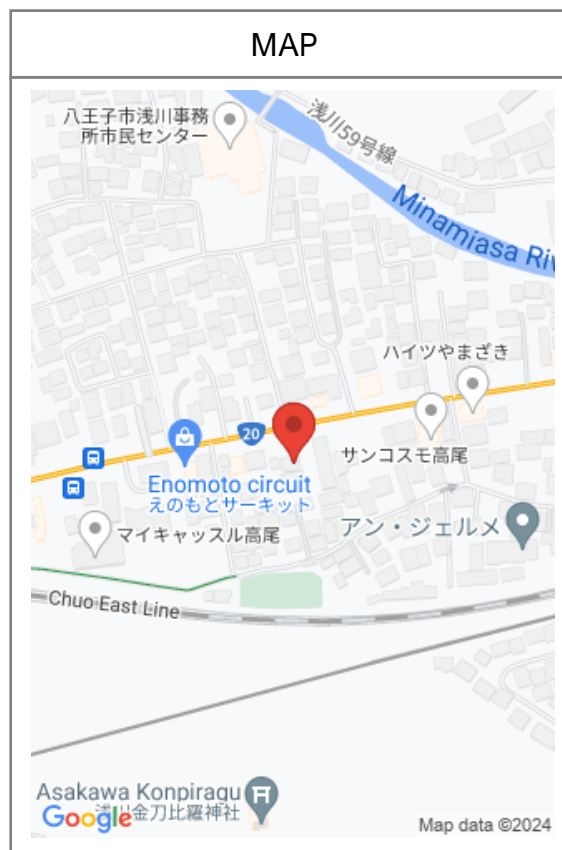 MAP
八王子市浅川事務
所市民センター
浅川59号線
Minamiasa Riv
ハイツやまざき
20
サンコスモ高尾
Enomoto circuit
えのもとサーキット
アン・ジェルメ
マイキャッスル高尾
Chuo East Line
Asakawa Konpiragu
浅川金刀比羅神社
Google
Map data ©2024